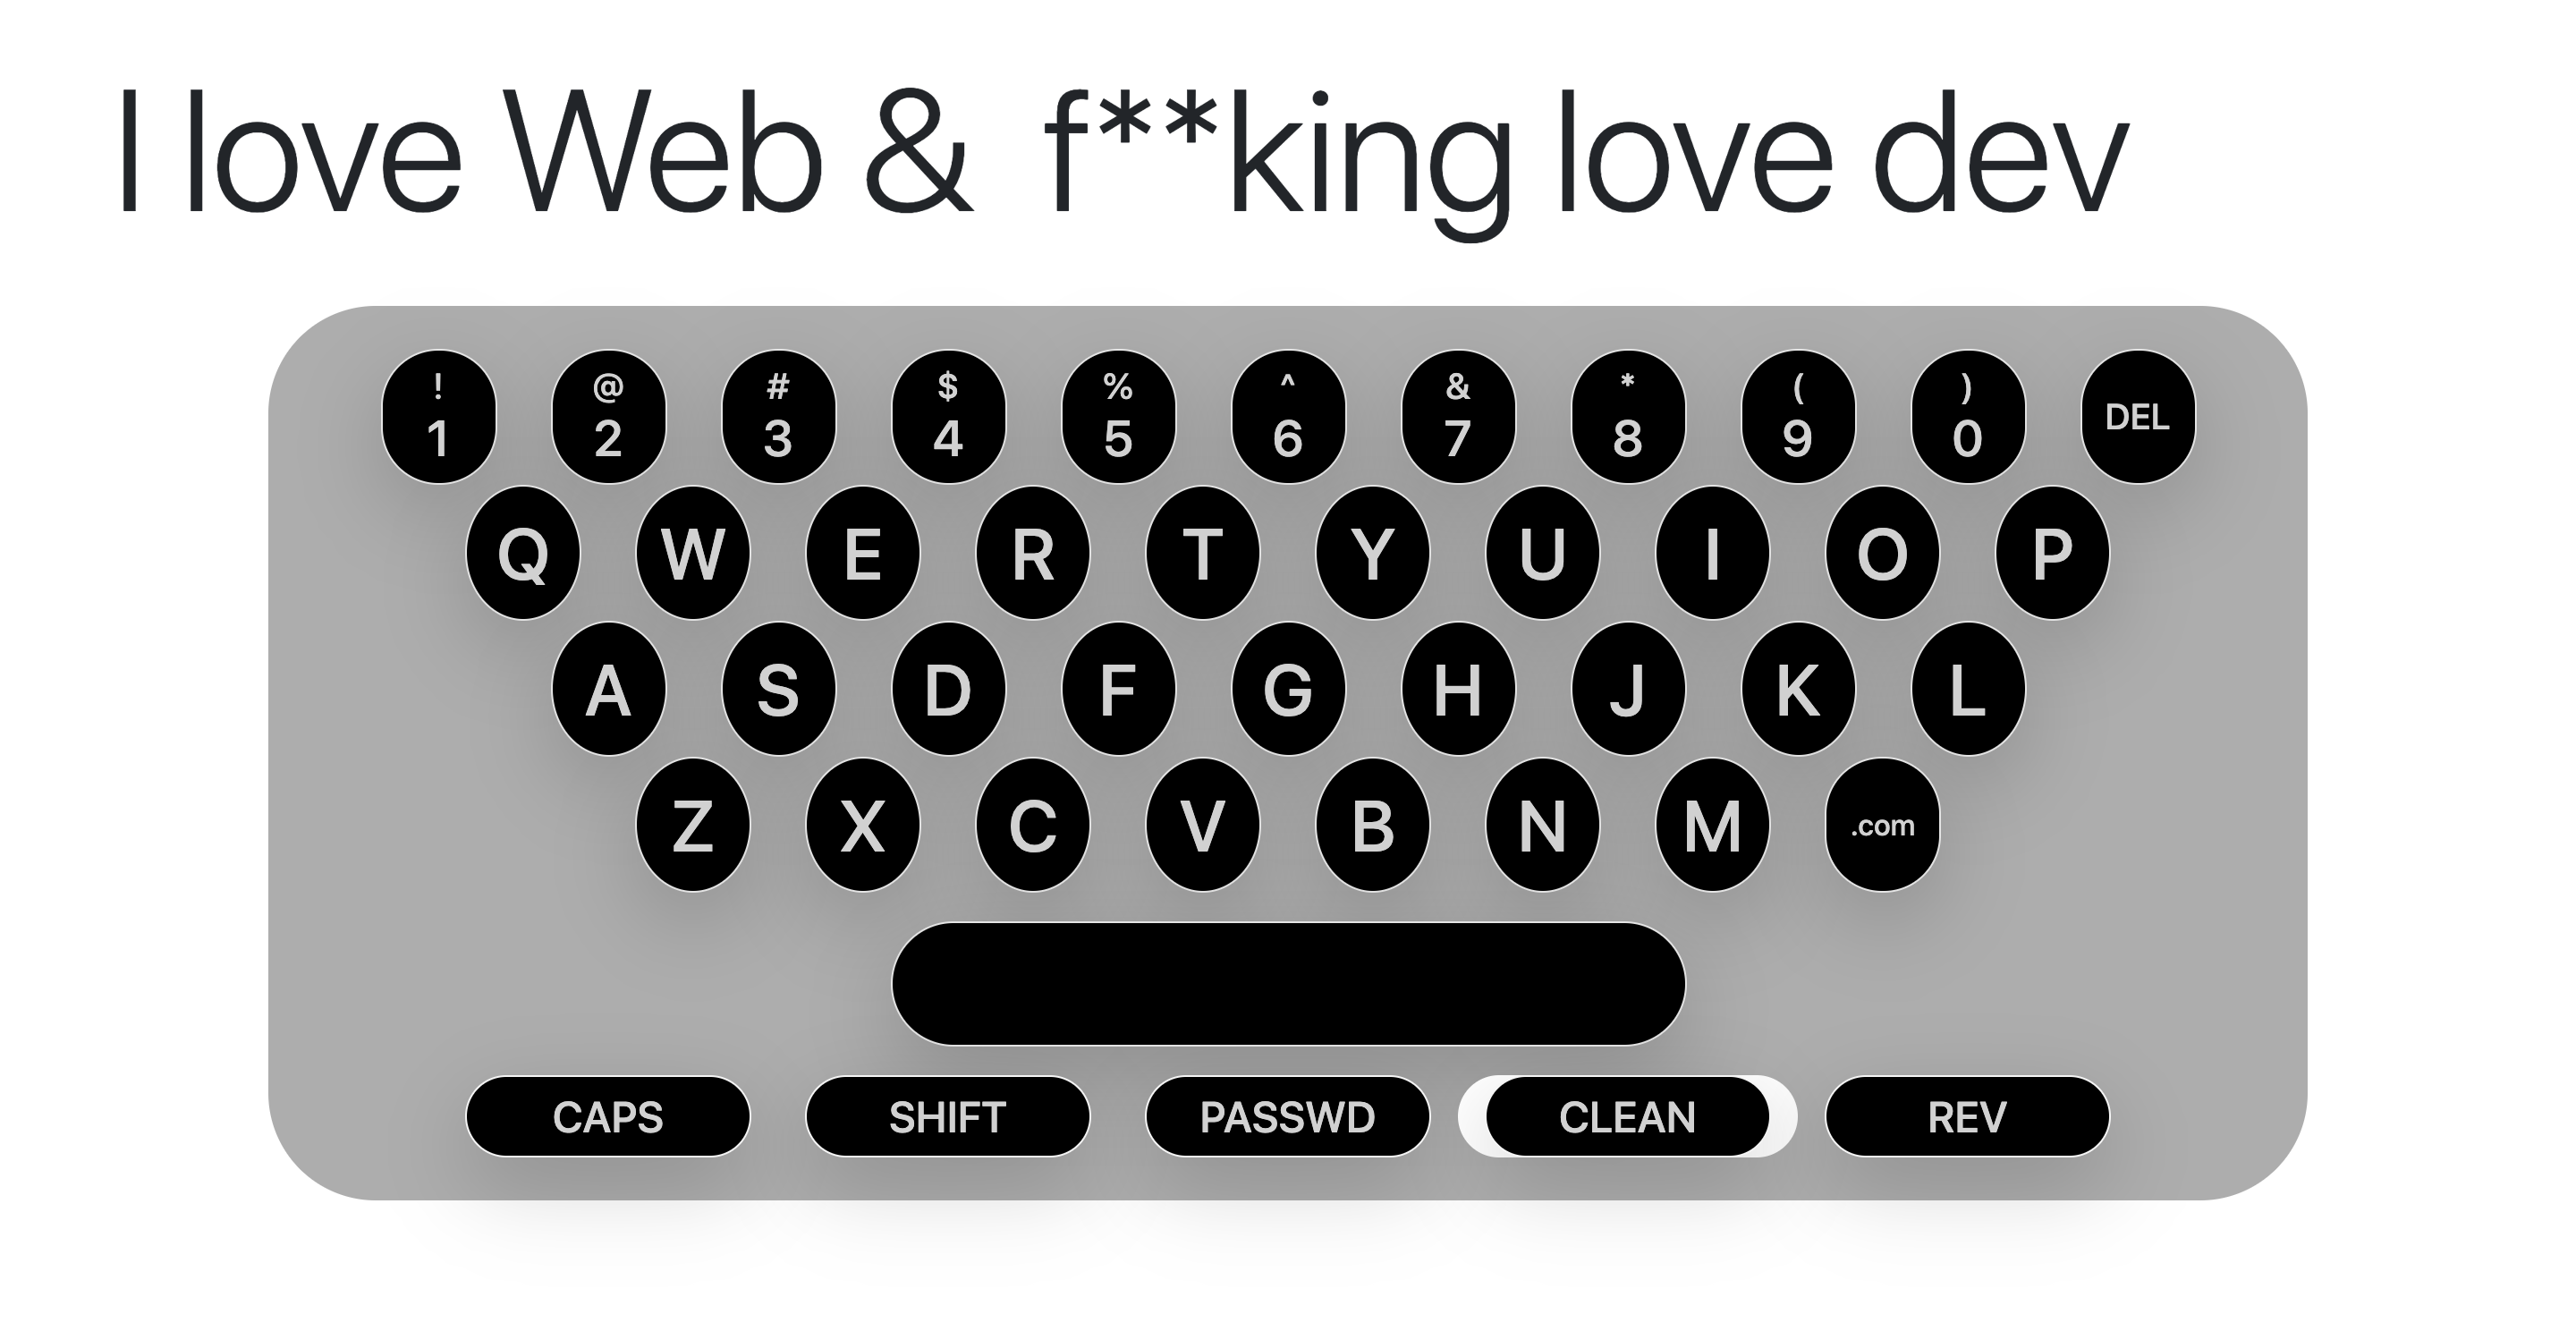 I love Web &  f**king love dev
! @ # $ % ^ & * ( )
1 2 3 4 5 6 7 8 9 0 DEL
Q W E R T Y U I O P
A S D F G H J K L
Z X C V B N M .com
CAPS SHIFT PASSWD CLEAN REV